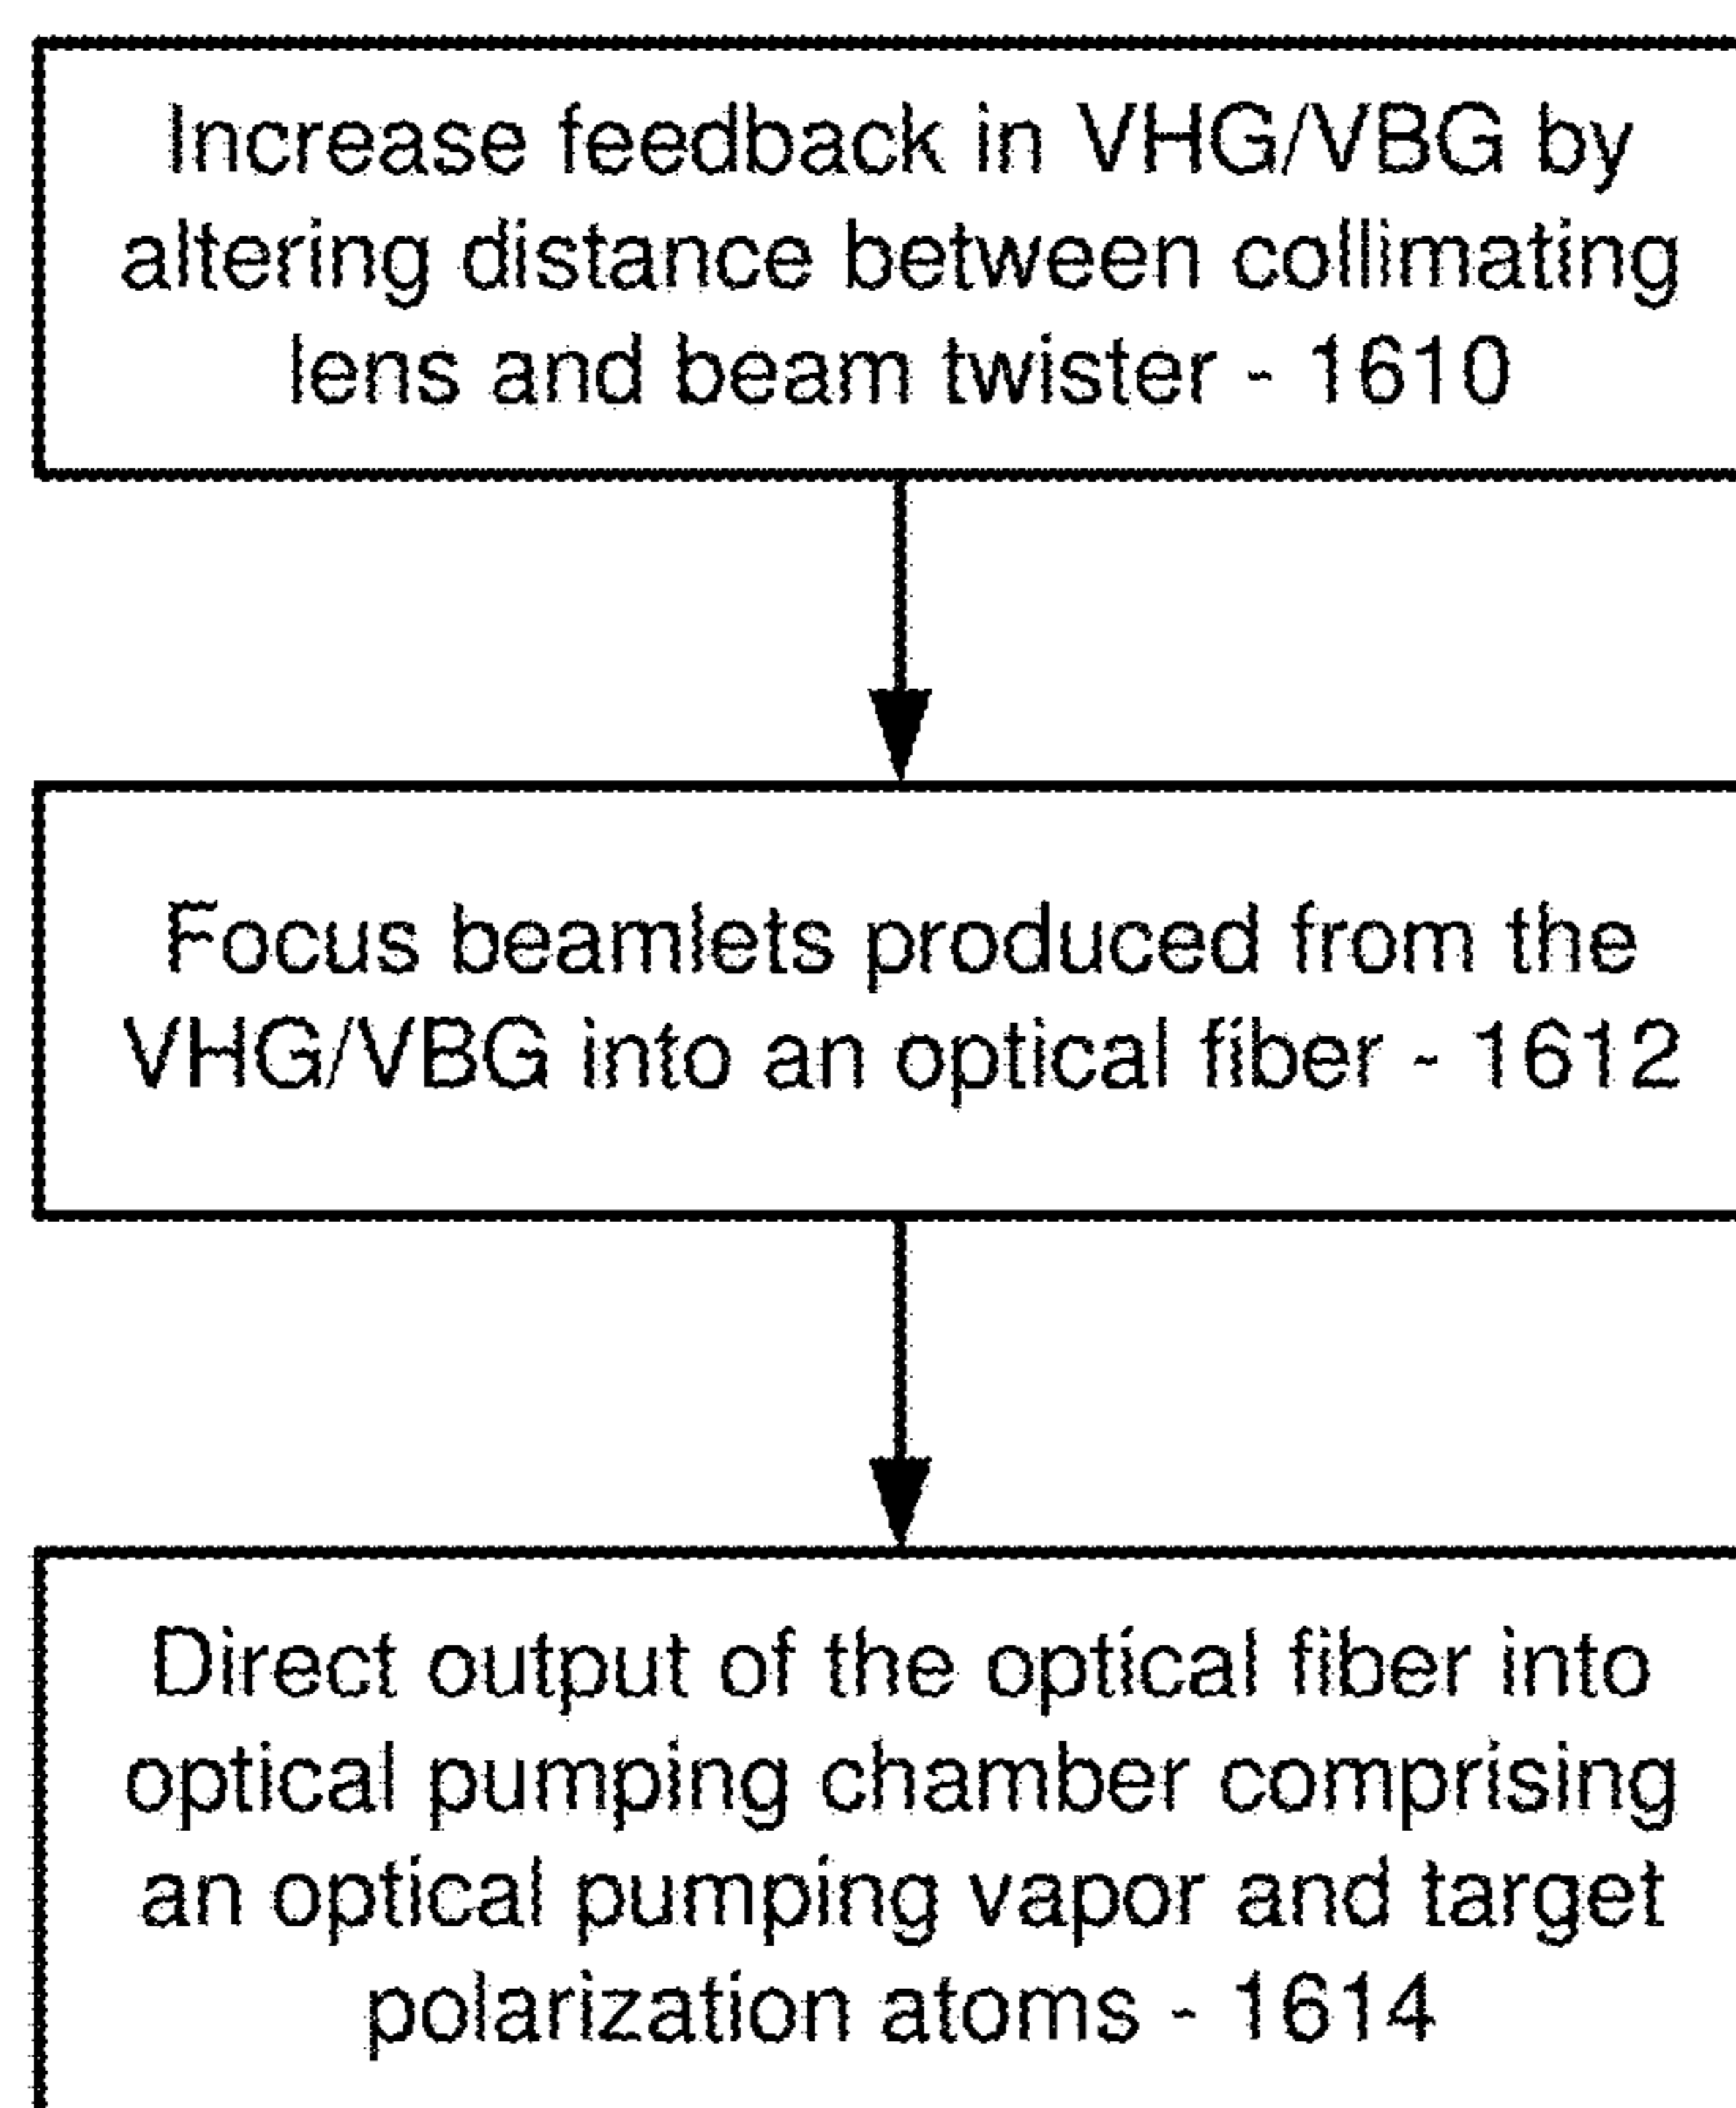 Increase feedback in VHG/VBG by
altering distance between collimating
lens and beam twister - 1610
Focus beamlets produced from the
VHG/VBG into an optical fiber - 1612
Direct output of the optical fiber into
optical pumping chamber comprising
an optical pumping vapor and target
polarization atoms - 1614